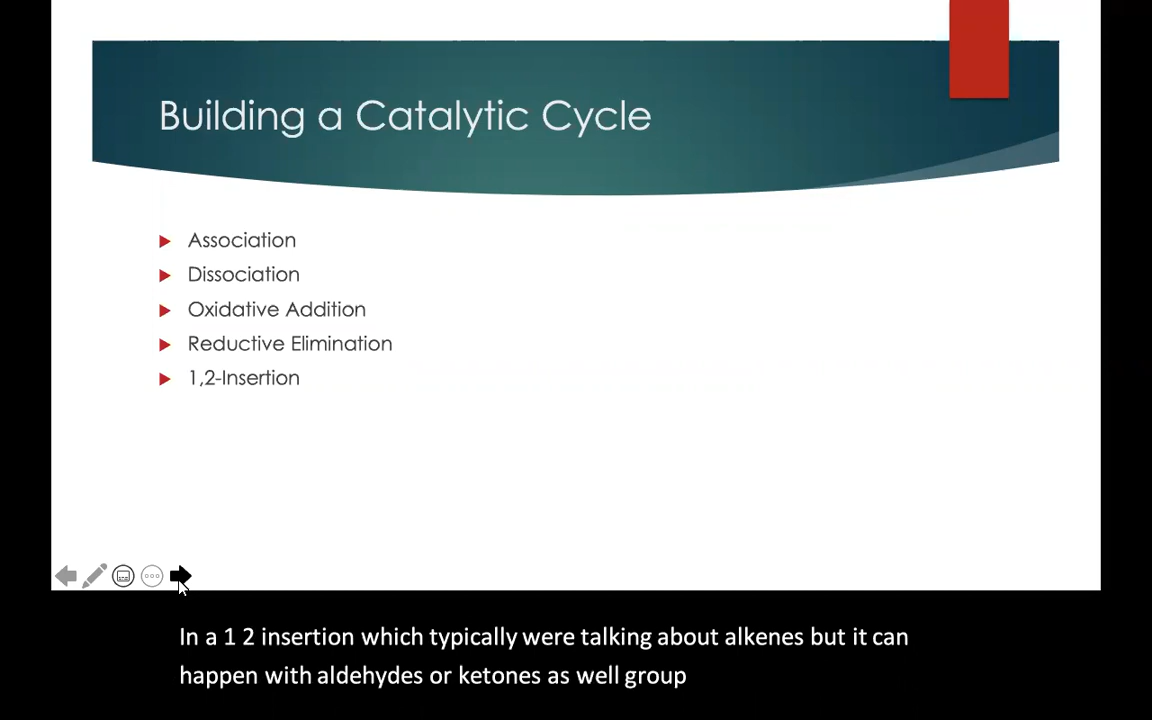 Building a Catalytic Cycle
Association
Dissociation
Oxidative Addition
Reductive Elimination
1,2-Insertion
In a 1 2 insertion which typically were talking about alkenes but it can
happen with aldehydes or ketones as well group